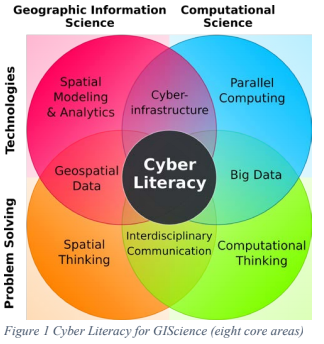 Geographic Information
Science
Computational
Science
Technologies
Problem Solving
Spatial
Modeling
& Analytics
Cyber-
infrastructure
Parallel
Computing
Geospatial
Data
Cyber
Literacy
Big Data
Spatial
Thinking
Interdisciplinary
Communication
Computational
Thinking
Figure 1 Cyber Literacy for GIScience (eight core areas)